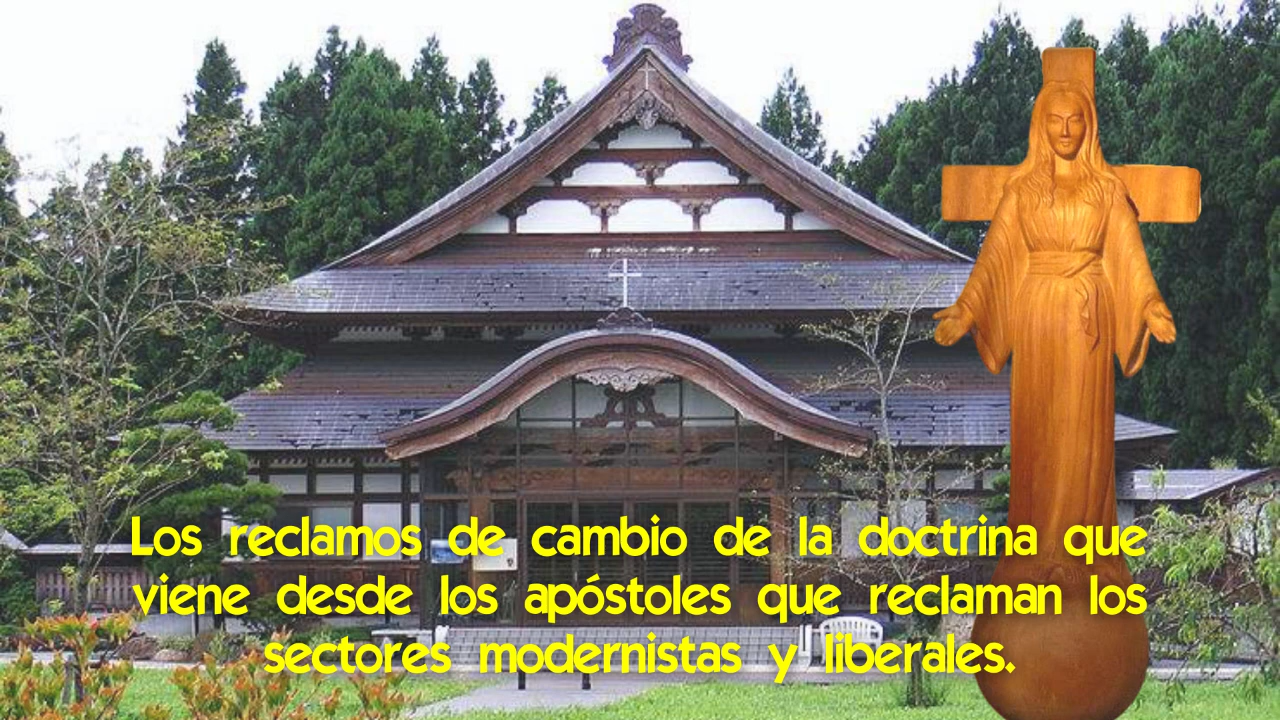 Los reclamos de cambio de la doctrina que
viene desde los apóstoles que reclaman los
sectores modernistas y liberales.